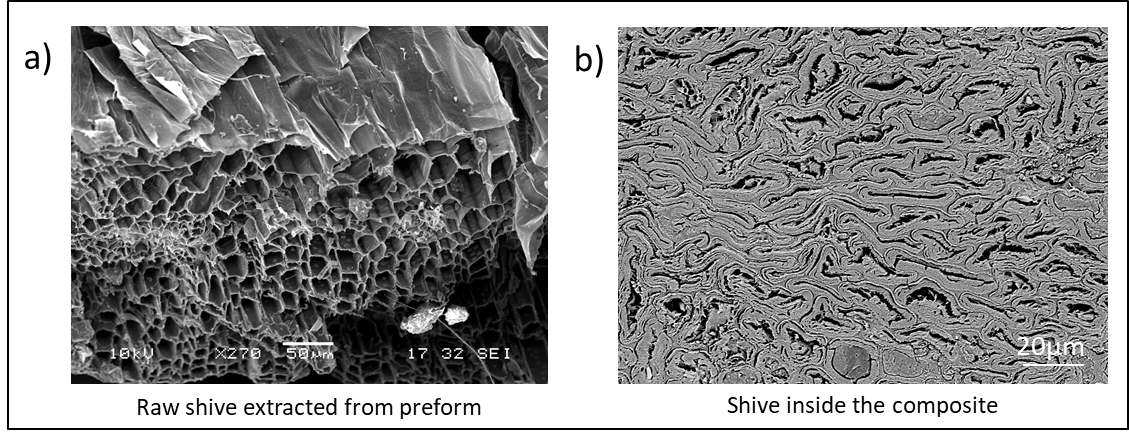 a)
b)
10kV X270 50μm 17 32 SEI
20μm
Raw shive extracted from preform
Shive inside the composite